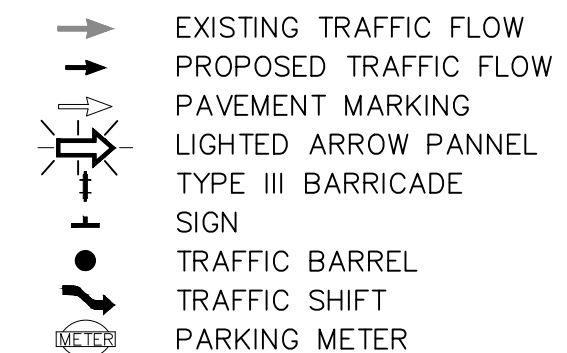 EXISTING TRAFFIC FLOW
PROPOSED TRAFFIC FLOW
PAVEMENT MARKING
LIGHTED ARROW PANNEL
TYPE III BARRICADE
SIGN
TRAFFIC BARREL
TRAFFIC SHIFT
METER PARKING METER